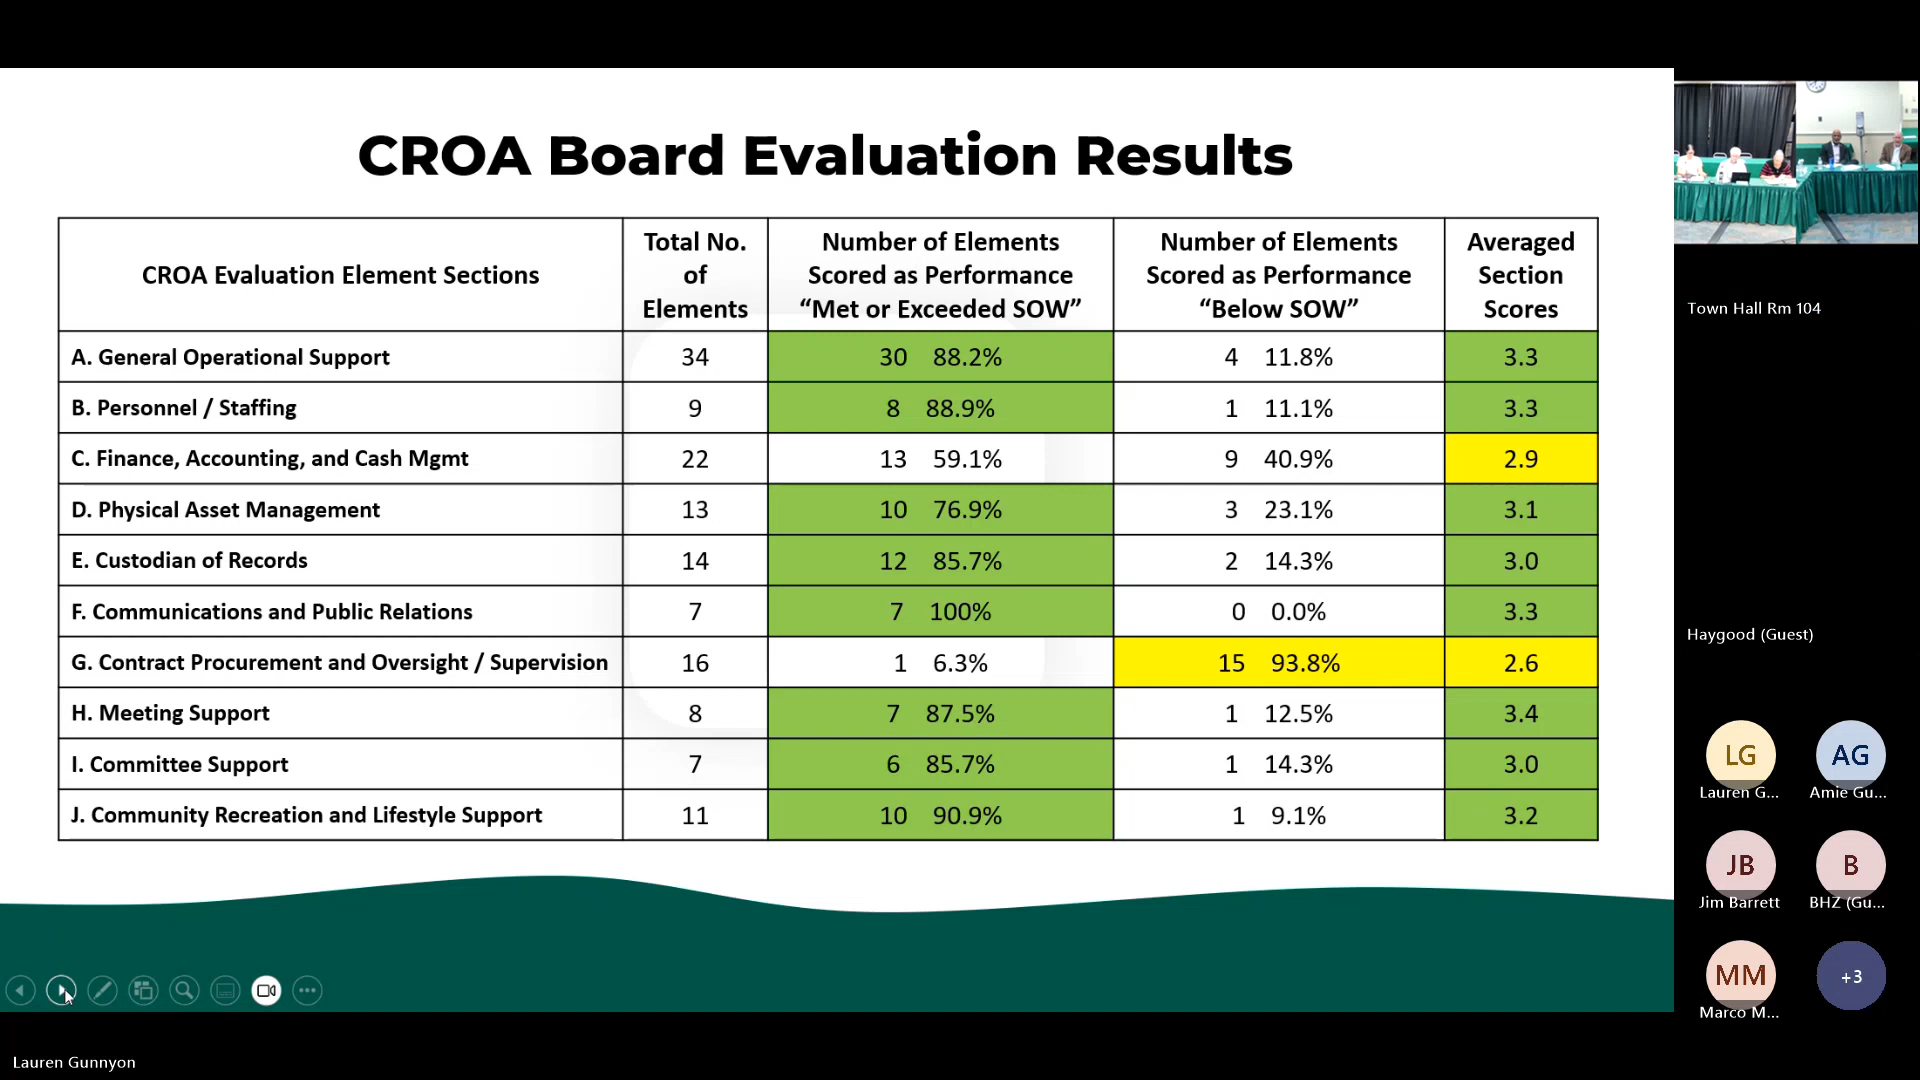 CROA Board Evaluation Results
CROA Evaluation Element Sections
Total No.
of
Elements
Number of Elements
Scored as Performance
“Met or Exceeded SOW”
Number of Elements
Scored as Performance
“Below SOW”
Averaged
Section
Scores
A. General Operational Support 34 30 88.2% 4 11.8% 3.3
B. Personnel / Staffing 9 8 88.9% 1 11.1% 3.3
C. Finance, Accounting, and Cash Mgmt 22 13 59.1% 9 40.9% 2.9
D. Physical Asset Management 13 10 76.9% 3 23.1% 3.1
E. Custodian of Records 14 12 85.7% 2 14.3% 3.0
F. Communications and Public Relations 7 7 100% 0 0.0% 3.3
G. Contract Procurement and Oversight / Supervision 16 1 6.3% 15 93.8% 2.6
H. Meeting Support 8 7 87.5% 1 12.5% 3.4
I. Committee Support 7 6 85.7% 1 14.3% 3.0
J. Community Recreation and Lifestyle Support 11 10 90.9% 1 9.1% 3.2
Town Hall Rm 104
Haygood (Guest)
LG
Lauren G...
AG
Amie Gu...
JB
Jim Barrett
B
BHZ (Gu...
MM
Marco M...
+3
Lauren Gunnyon